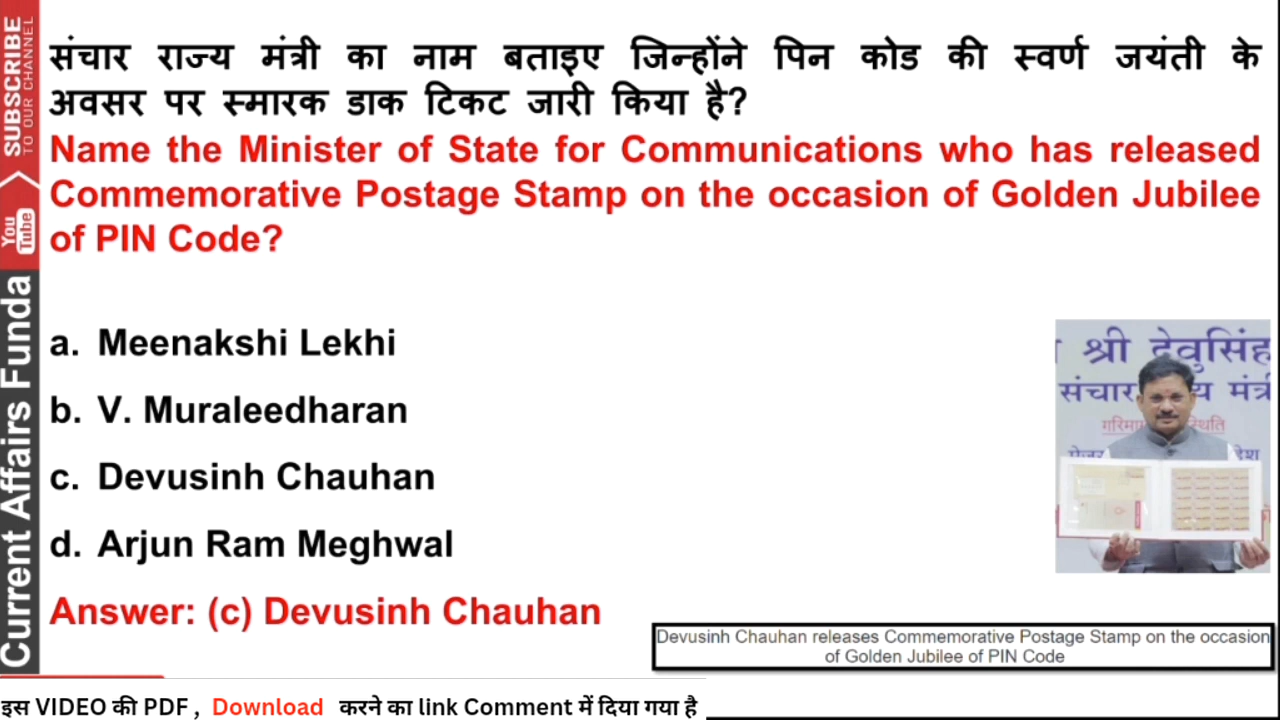 SUBSCRIBE
TO OUR CHANNEL
You
Tube
Current Affairs Funda
संचार राज्य मंत्री का नाम बताइए जिन्होंने पिन कोड की स्वर्ण जयंती के
अवसर पर स्मारक डाक टिकट जारी किया है?
Name the Minister of State for Communications who has released
Commemorative Postage Stamp on the occasion of Golden Jubilee
of PIN Code?
a. Meenakshi Lekhi
b. V. Muraleedharan
c. Devusinh Chauhan
d. Arjun Ram Meghwal
Answer: (c) Devusinh Chauhan
श्री देवुसिंह
संचार
मंत्री
Devusinh Chauhan releases Commemorative Postage Stamp on the occasion
of Golden Jubilee of PIN Code
इस VIDEO की PDF , Download करने का link Comment में दिया गया है